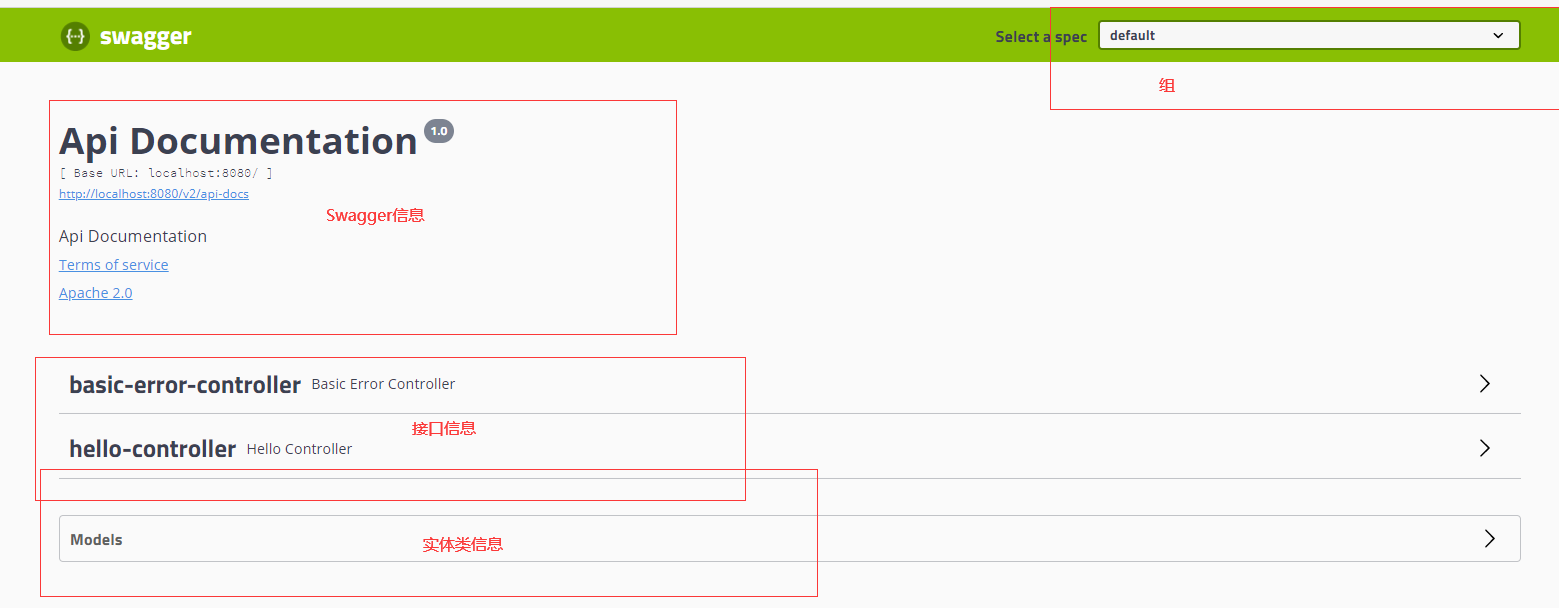 swagger
Select a spec default
组
Api Documentation 1.0
[ Base URL: localhost:8080/ ]
http://localhost:8080/v2/api-docs
Swagger信息
Api Documentation
Terms of service
Apache 2.0
basic-error-controller Basic Error Controller
接口信息
hello-controller Hello Controller
Models
实体类信息